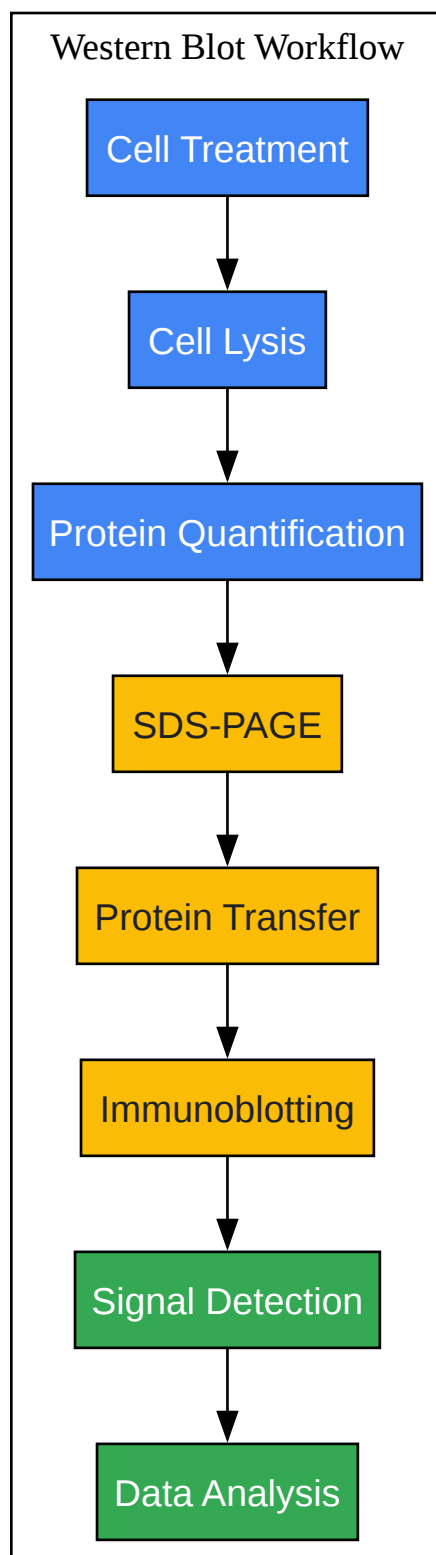 Western Blot Workflow
Cell Treatment
Cell Lysis
Protein Quantification
SDS-PAGE
Protein Transfer
Immunoblotting
Signal Detection
Data Analysis